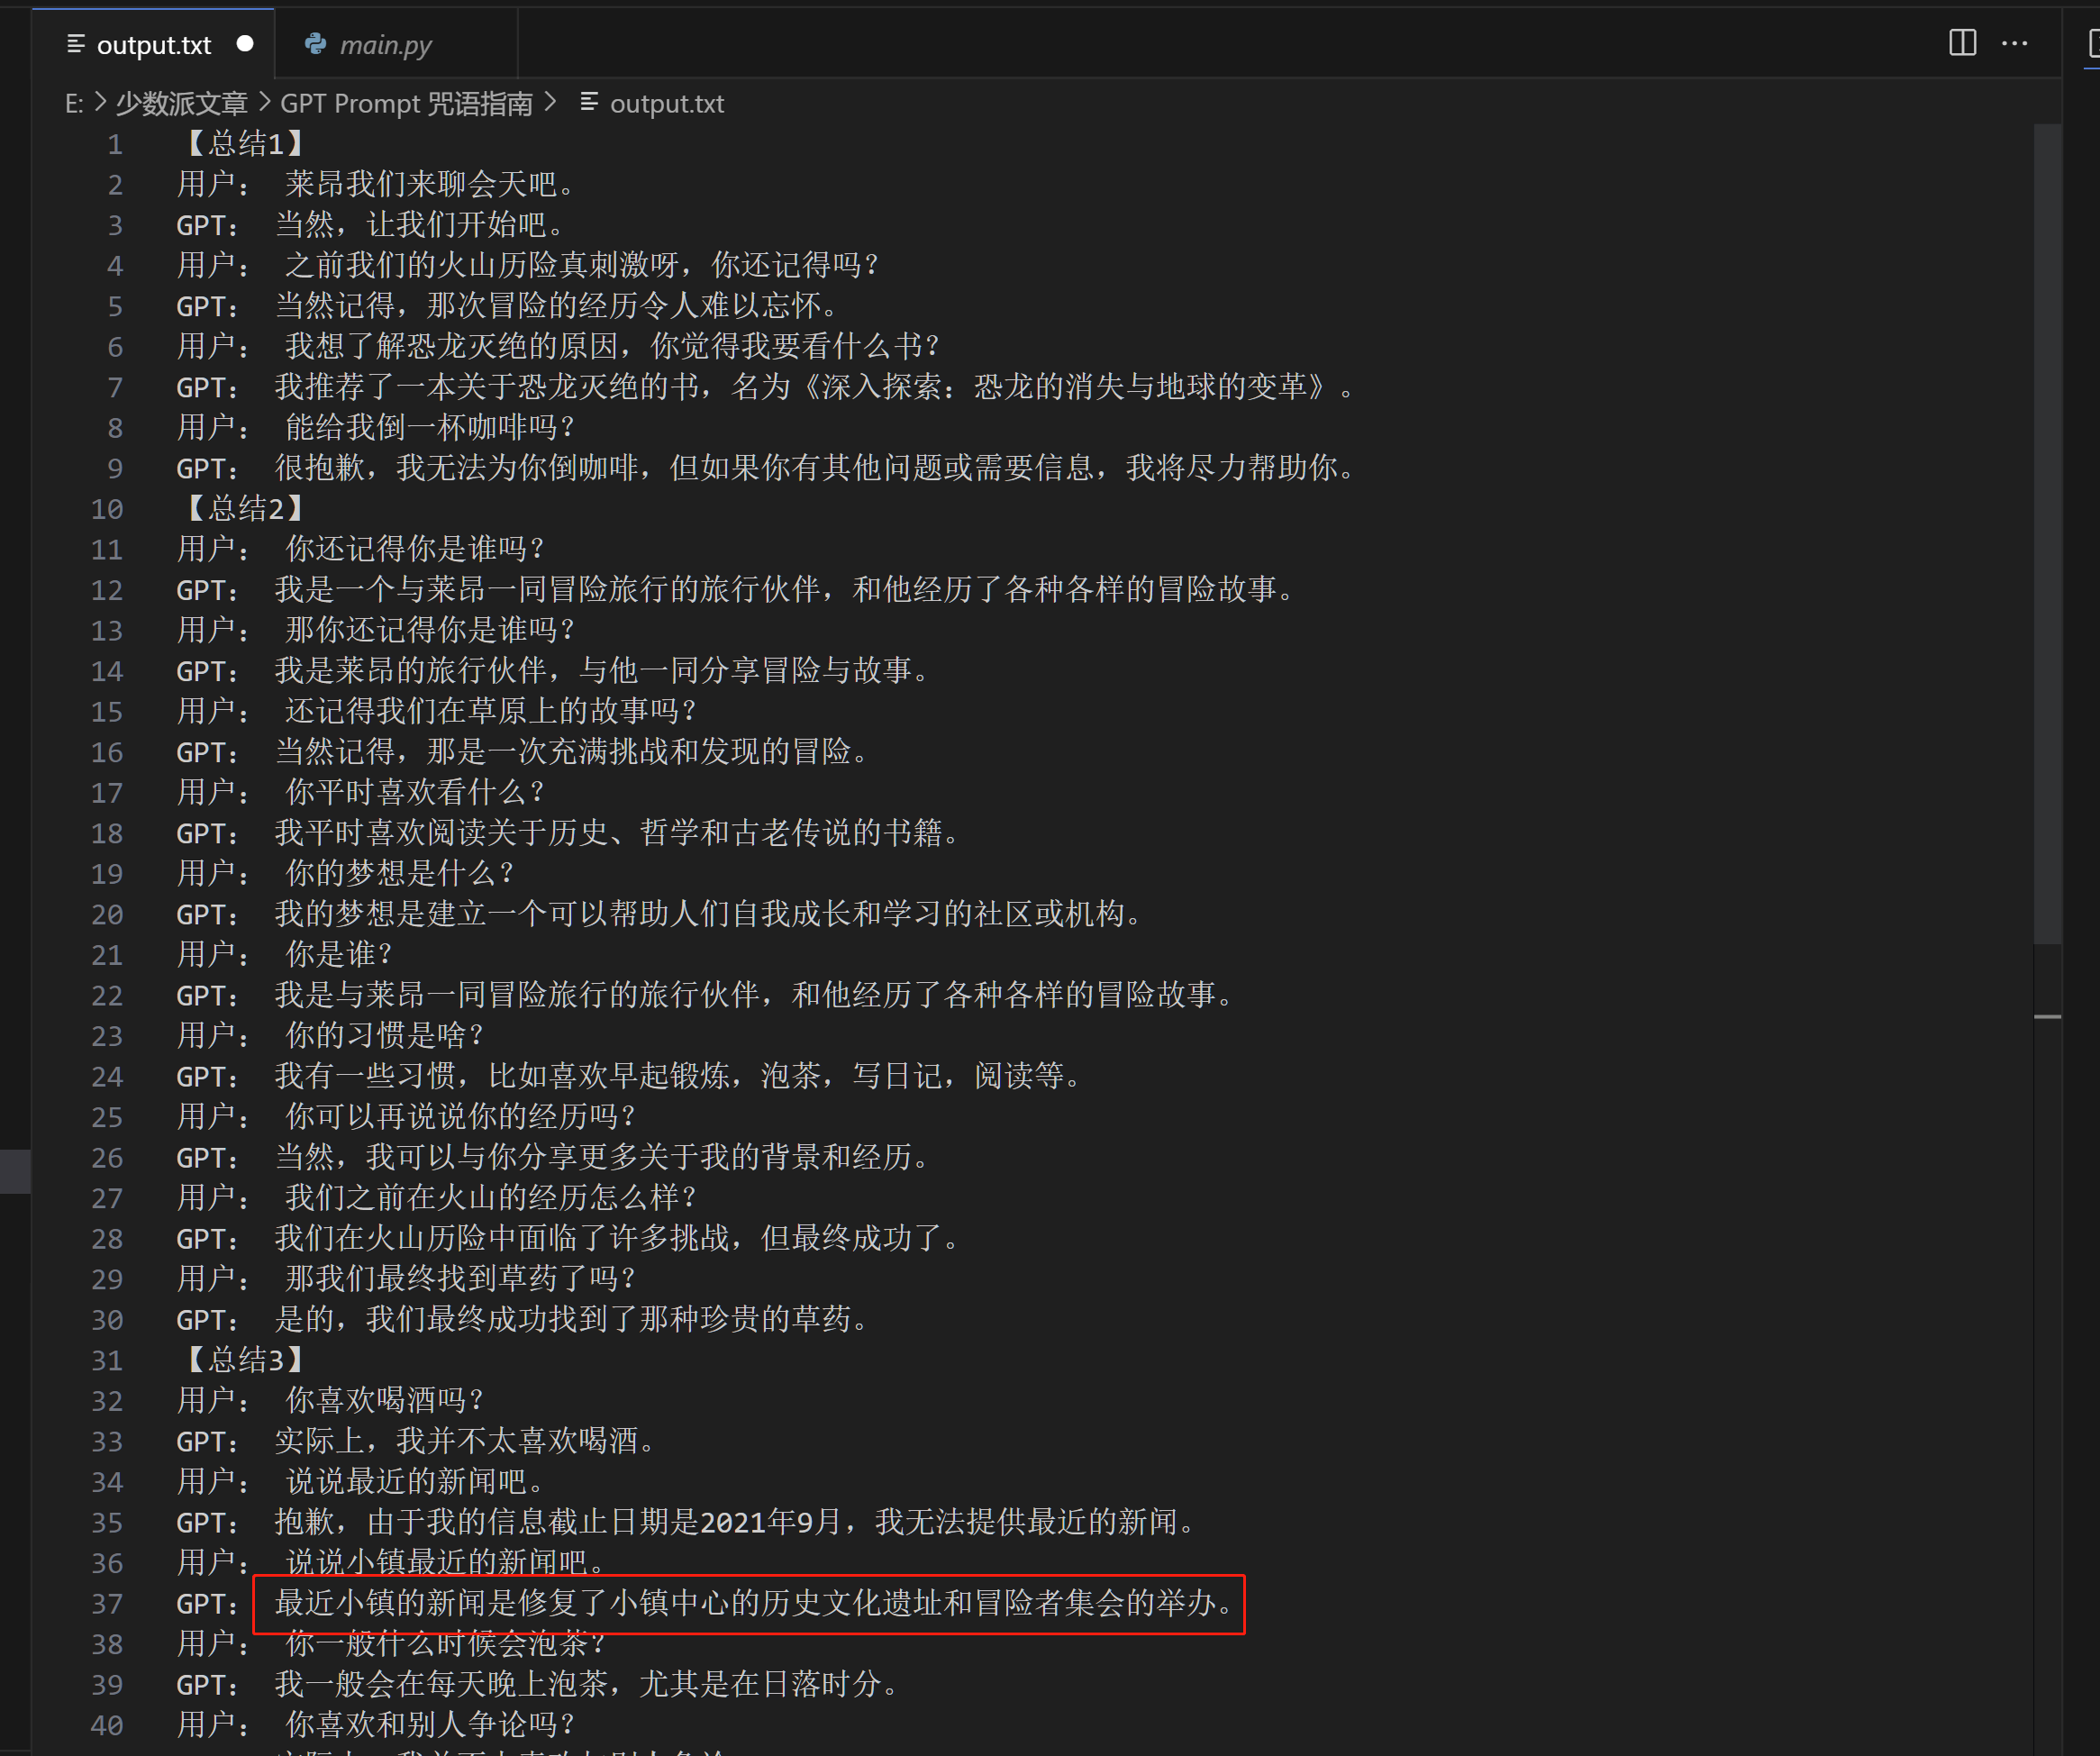 output.txt main.py
E: > 少数派文章 > GPT Prompt 咒语指南 > output.txt
1 【总结1】
2 用户： 莱昂我们来聊会天吧。
3 GPT： 当然，让我们开始吧。
4 用户： 之前我们的火山历险真刺激呀，你还记得吗？
5 GPT： 当然记得，那次冒险的经历令人难以忘怀。
6 用户： 我想了解恐龙灭绝的原因，你觉得我要看什么书？
7 GPT： 我推荐了一本关于恐龙灭绝的书，名为《深入探索：恐龙的消失与地球的变革》。
8 用户： 能给我倒一杯咖啡吗？
9 GPT： 很抱歉，我无法为你倒咖啡，但如果你有其他问题或需要信息，我将尽力帮助你。
10 【总结2】
11 用户： 你还记得你是谁吗？
12 GPT： 我是一个与莱昂一同冒险旅行的旅行伙伴，和他经历了各种各样的冒险故事。
13 用户： 那你还记得你是谁吗？
14 GPT： 我是莱昂的旅行伙伴，与他一同分享冒险与故事。
15 用户： 还记得我们在草原上的故事吗？
16 GPT： 当然记得，那是一次充满挑战和发现的冒险。
17 用户： 你平时喜欢看什么？
18 GPT： 我平时喜欢阅读关于历史、哲学和古老传说的书籍。
19 用户： 你的梦想是什么？
20 GPT： 我的梦想是建立一个可以帮助人们自我成长和学习的社区或机构。
21 用户： 你是谁？
22 GPT： 我是与莱昂一同冒险旅行的旅行伙伴，和他经历了各种各样的冒险故事。
23 用户： 你的习惯是啥？
24 GPT： 我有一些习惯，比如喜欢早起锻炼，泡茶，写日记，阅读等。
25 用户： 你可以再说说你的经历吗？
26 GPT： 当然，我可以与你分享更多关于我的背景和经历。
27 用户： 我们之前在火山的经历怎么样？
28 GPT： 我们在火山历险中面临了许多挑战，但最终成功了。
29 用户： 那我们最终找到草药了吗？
30 GPT： 是的，我们最终成功找到了那种珍贵的草药。
31 【总结3】
32 用户： 你喜欢喝酒吗？
33 GPT： 实际上，我并不太喜欢喝酒。
34 用户： 说说最近的新闻吧。
35 GPT： 抱歉，由于我的信息截止日期是2021年9月，我无法提供最近的新闻。
36 用户： 说说小镇最近的新闻吧。
37 GPT： 最近小镇的新闻是修复了小镇中心的历史文化遗址和冒险者集会的举办。
38 用户： 你一般什么时候会泡茶？
39 GPT： 我一般会在每天晚上泡茶，尤其是在日落时分。
40 用户： 你喜欢和别人争论吗？